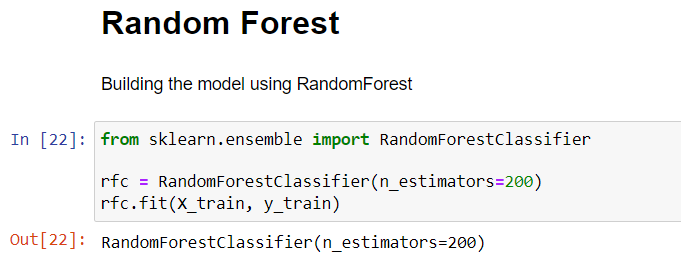 Random Forest
Building the model using RandomForest
In [22]: from sklearn.ensemble import RandomForestClassifier
rfc = RandomForestClassifier(n_estimators=200)
rfc.fit(X_train, y_train)
Out[22]: RandomForestClassifier(n_estimators=200)